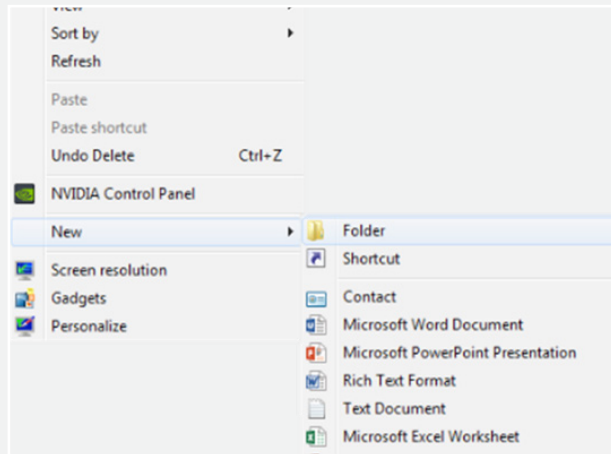 View
Sort by
Refresh
Paste
Paste shortcut
Undo Delete Ctrl+Z
NVIDIA Control Panel
New
Screen resolution
Gadgets
Personalize
Folder
Shortcut
Contact
Microsoft Word Document
Microsoft PowerPoint Presentation
Rich Text Format
Text Document
Microsoft Excel Worksheet